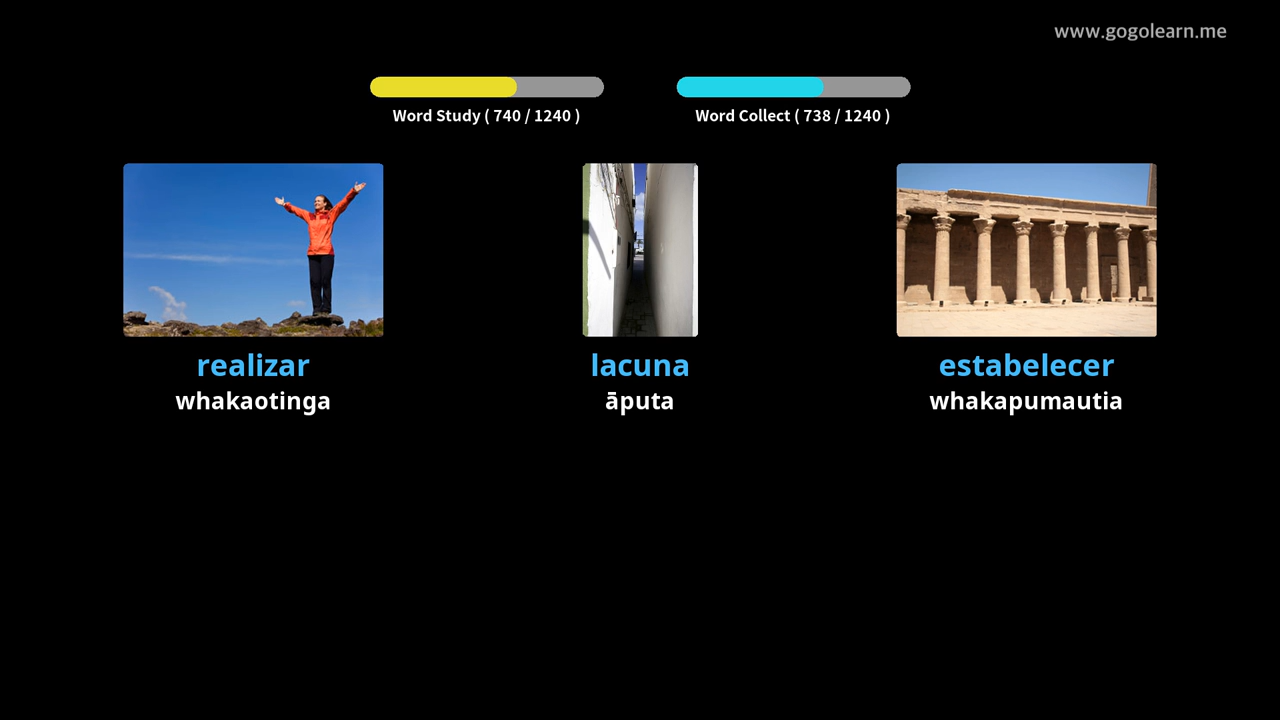 www.gogolearn.me
Word Study ( 740 / 1240 )
Word Collect ( 738 / 1240 )
realizar
whakaotinga
lacuna
āputa
estabelecer
whakapumautia